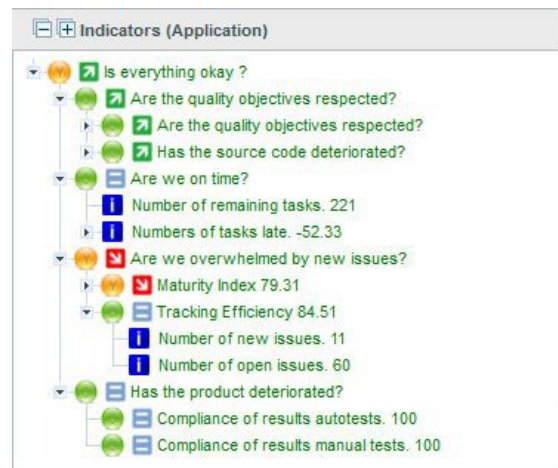 Indicators (Application)
Is everything okay ?
Are the quality objectives respected?
Are the quality objectives respected?
Has the source code deteriorated?
Are we on time?
Number of remaining tasks. 221
Numbers of tasks late. -52.33
Are we overwhelmed by new issues?
Maturity Index 79.31
Tracking Efficiency 84.51
Number of new issues. 11
Number of open issues. 60
Has the product deteriorated?
Compliance of results autotests. 100
Compliance of results manual tests. 100